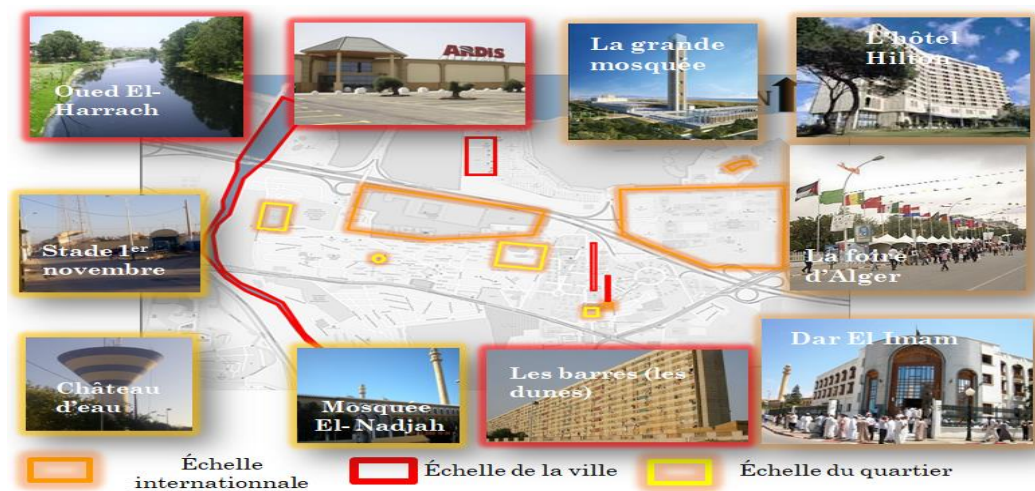 Oued El-
Harrach
ARDIS
La grande
mosquée
L'hôtel
Hilton
N
Stade 1er
novembre
La foire
d'Alger
Château
d'eau
Mosquée
El-Nadjah
Les barres (les
dunes)
Dar El Imam
Échelle
internationnale
Échelle de la ville
Échelle du quartier